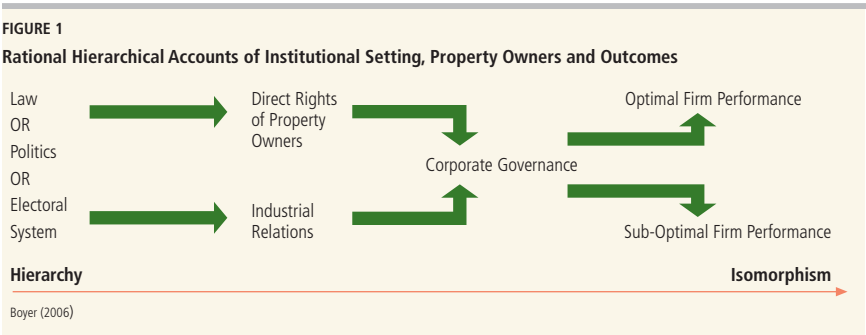 FIGURE 1
Rational Hierarchical Accounts of Institutional Setting, Property Owners and Outcomes
Law
OR
Politics
OR
Electoral
System
Direct Rights
of Property
Owners
Industrial
Relations
Corporate Governance
Optimal Firm Performance
Sub-Optimal Firm Performance
Hierarchy
Isomorphism
Boyer (2006)